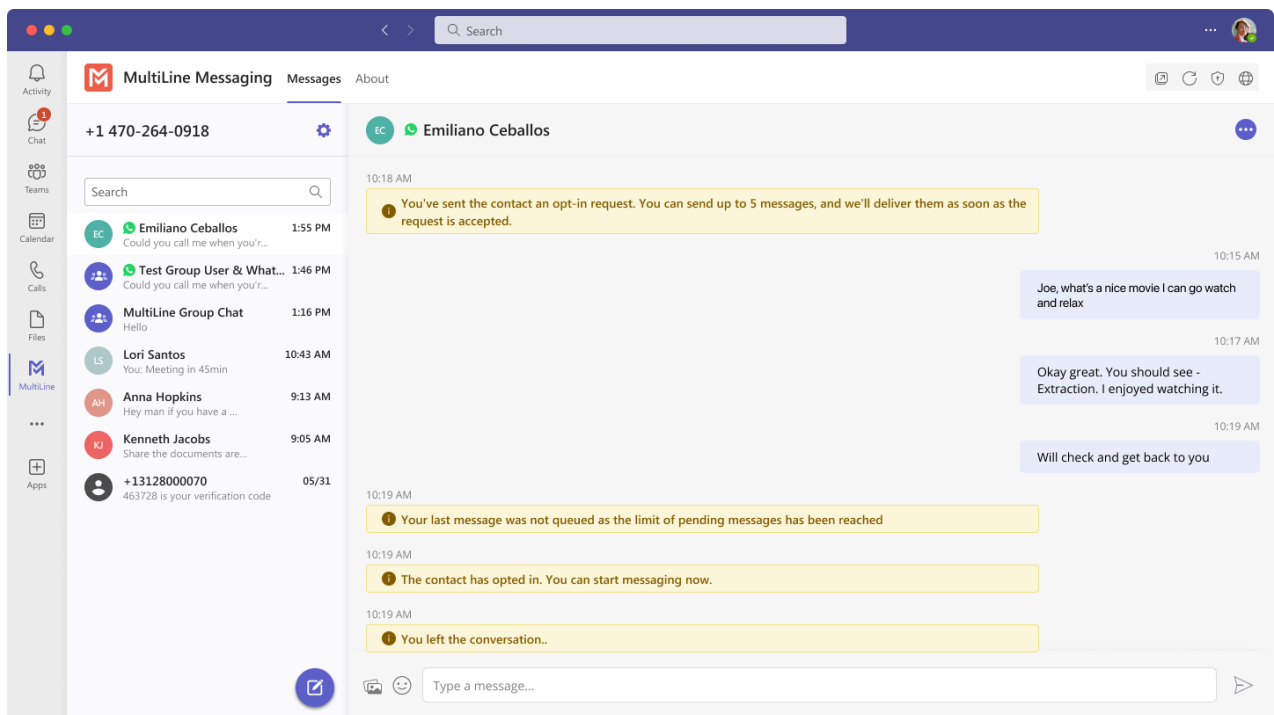 Search
Activity
1
Chat
Teams
Calendar
Calls
Files
MultiLine
Apps
MultiLine Messaging Messages About
+1 470-264-0918
Search
EC Emiliano Ceballos 1:55 PM
Could you call me when you'r...
Test Group User & What... 1:46 PM
Could you call me when you'r...
MultiLine Group Chat 1:16 PM
Hello
LS Lori Santos 10:43 AM
You: Meeting in 45min
AH Anna Hopkins 9:13 AM
Hey man if you have a ...
KJ Kenneth Jacobs 9:05 AM
Share the documents are...
+13128000070 05/31
463728 is your verification code
EC Emiliano Ceballos
10:18 AM
You've sent the contact an opt-in request. You can send up to 5 messages, and we'll deliver them as soon as the
request is accepted.
10:15 AM
Joe, what's a nice movie I can go watch
and relax
10:17 AM
Okay great. You should see -
Extraction. I enjoyed watching it.
10:19 AM
Will check and get back to you
10:19 AM
Your last message was not queued as the limit of pending messages has been reached
10:19 AM
The contact has opted in. You can start messaging now.
10:19 AM
You left the conversation..
Type a message...